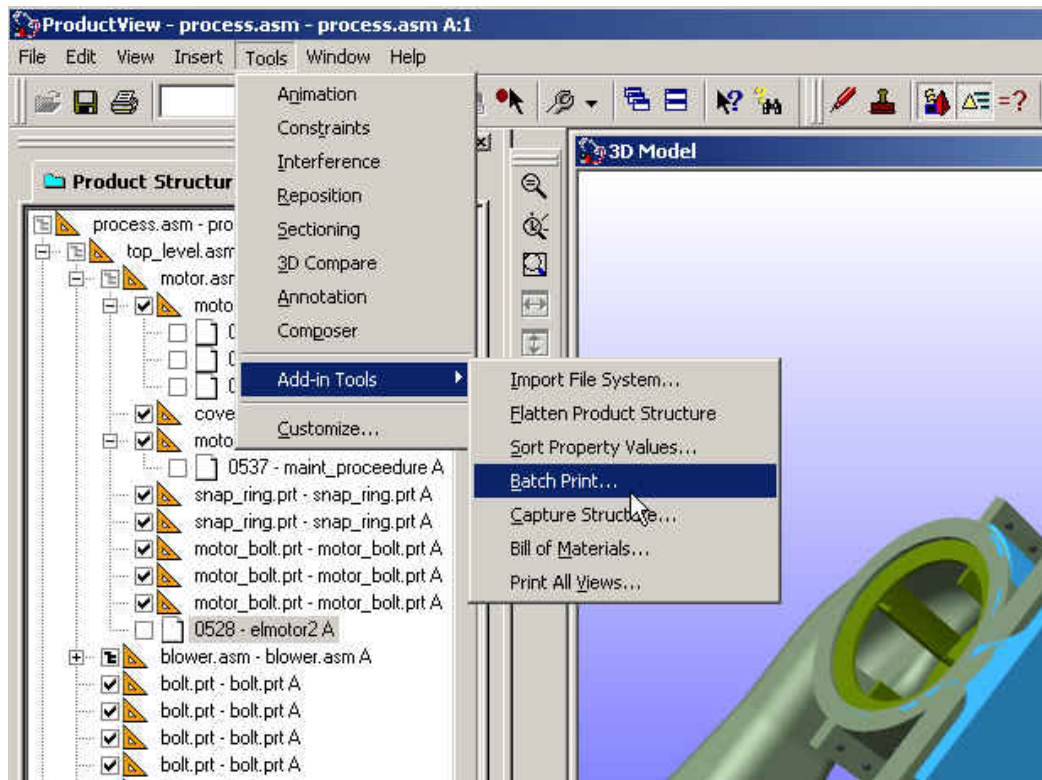 ProductView - process.asm - process.asm A:1
File Edit View Insert Tools Window Help
=?
Animation
Constraints
Interference
Reposition
Sectioning
3D Compare
Annotation
Composer
Add-in Tools
Customize...
Import File System...
Flatten Product Structure
Sort Property Values...
Batch Print...
Capture Structure...
Bill of Materials...
Print All Views...
3D Model
Product Structur
process.asm - pro
top_level.asm
motor.asm
moto
0
0
0
cove
moto
0537 - maint_proceedure A
snap_ring.prt - snap_ring.prt A
snap_ring.prt - snap_ring.prt A
motor_bolt.prt - motor_bolt.prt A
motor_bolt.prt - motor_bolt.prt A
motor_bolt.prt - motor_bolt.prt A
0528 - elmotor2 A
blower.asm - blower.asm A
bolt.prt - bolt.prt A
bolt.prt - bolt.prt A
bolt.prt - bolt.prt A
bolt.prt - bolt.prt A